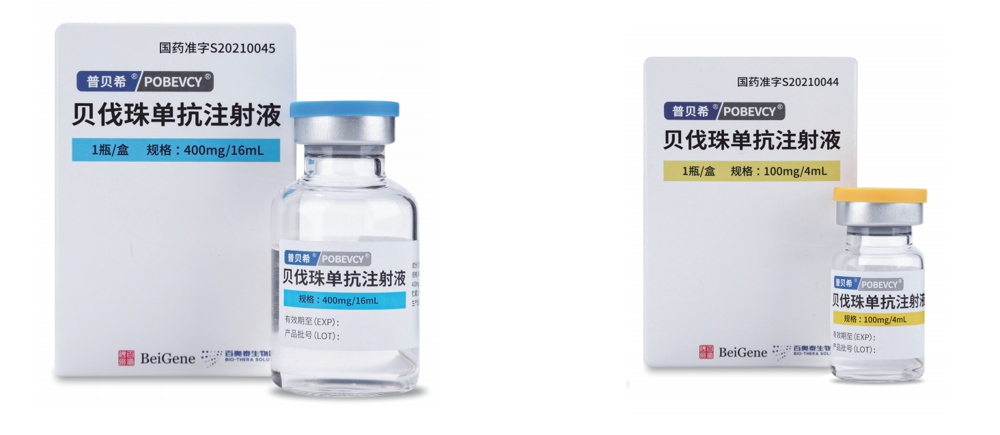 国药准字S20210045
普贝希®/POBEVCY®
贝伐珠单抗注射液
1瓶/盒 规格：400mg/16mL
BeiGene 百奥泰生物
BIO-THERA SOLU
普贝希®/POBEVCY®
贝伐珠单抗注射液
规格：400mg/16mL
有效期至(EXP)：
产品批号(LOT)：
国药准字S20210044
普贝希®/POBEVCY®
贝伐珠单抗注射液
1瓶/盒 规格：100mg/4mL
BeiGene 百奥泰生物
BIO-THERA SOL
普贝希®/POBEVCY®
贝伐珠单抗注射液
规格：100mg/4mL
有效期至(EXP)：
产品批号(LOT)：